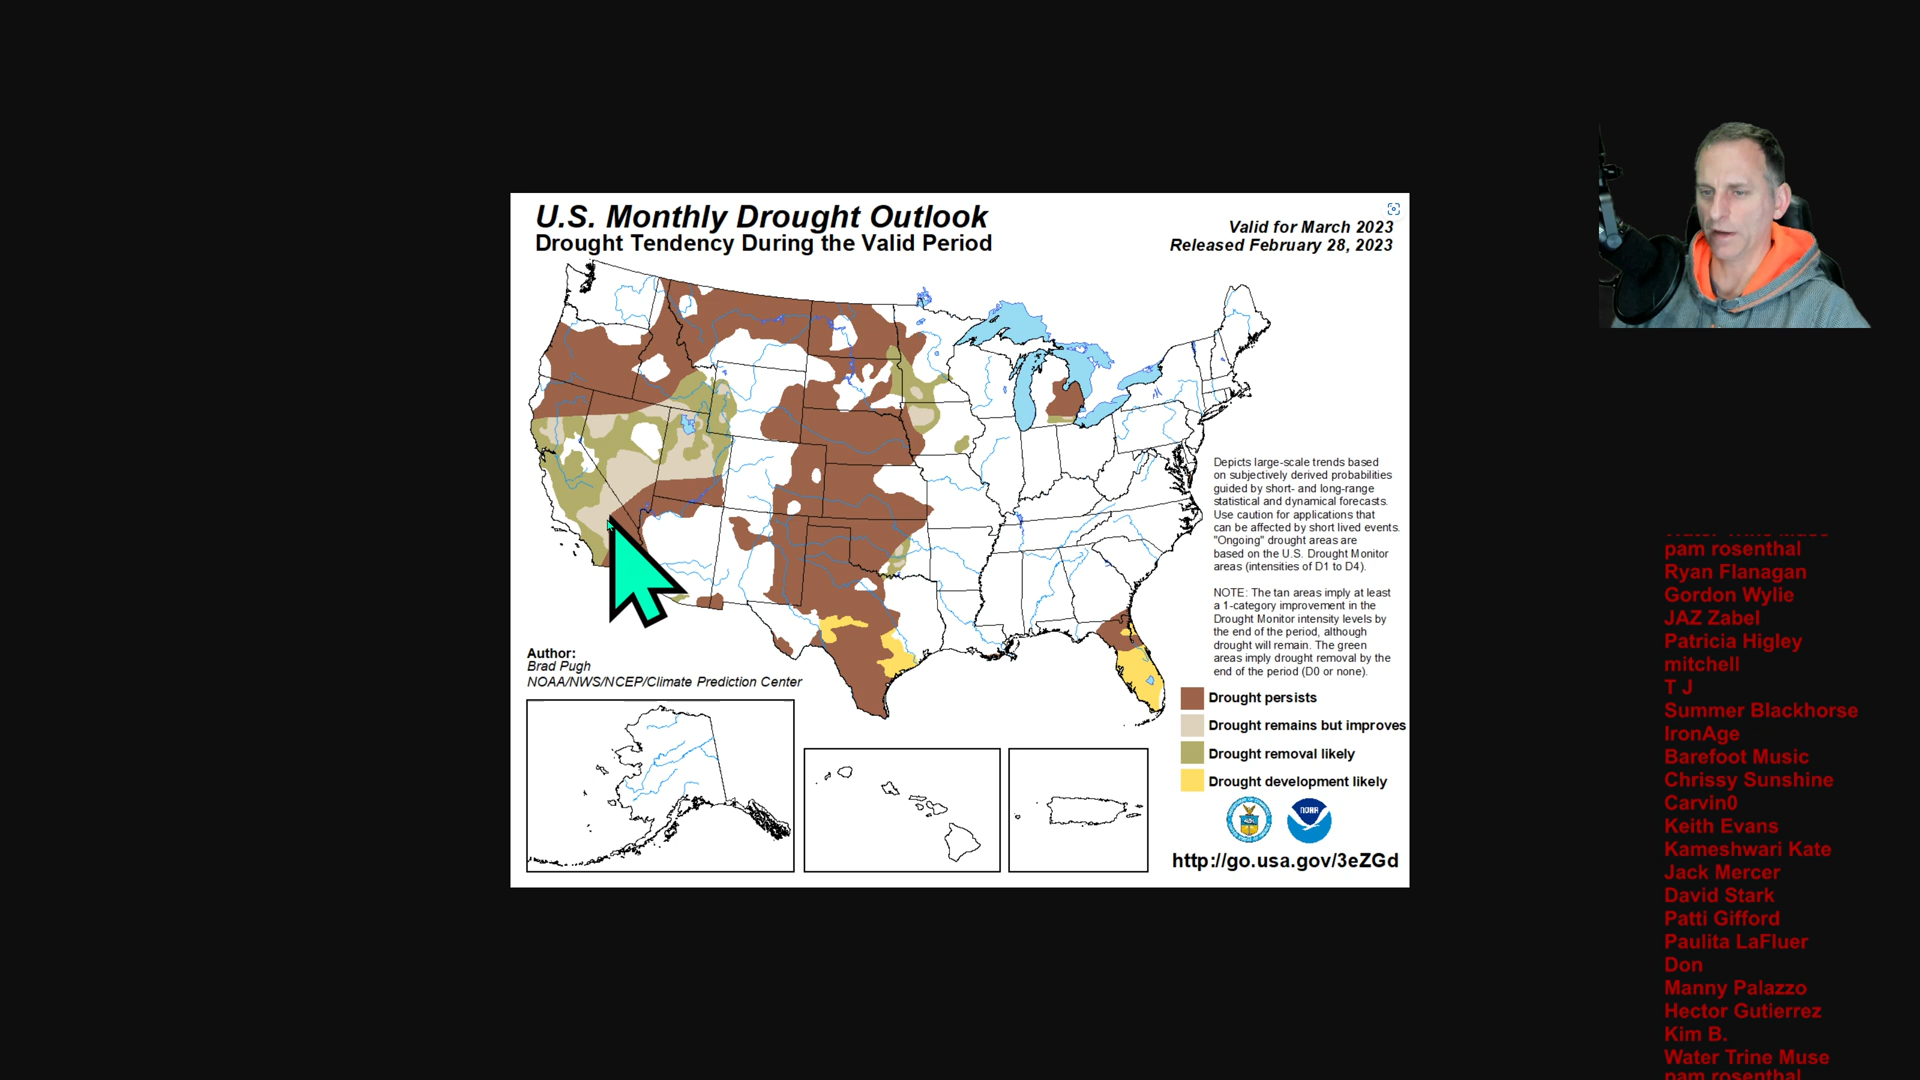 U.S. Monthly Drought Outlook
Drought Tendency During the Valid Period
Valid for March 2023
Released February 28, 2023
Depicts large-scale trends based
on subjectively derived probabilities
guided by short- and long-range
statistical and dynamical forecasts.
Use caution for applications that
can be affected by short lived events.
"Ongoing" drought areas are
based on the U.S. Drought Monitor
areas (intensities of D1 to D4).
NOTE: The tan areas imply at least
a 1-category improvement in the
Drought Monitor intensity levels by
the end of the period, although
drought will remain. The green
areas imply drought removal by the
end of the period (D0 or none).
Author:
Brad Pugh
NOAA/NWS/NCEP/Climate Prediction Center
Drought persists
Drought remains but improves
Drought removal likely
Drought development likely
NOAA
http://go.usa.gov/3eZGd
Water Trine Muse
pam rosenthal
Ryan Flanagan
Gordon Wylie
JAZ Zabel
Patricia Higley
mitchell
T J
Summer Blackhorse
IronAge
Barefoot Music
Chrissy Sunshine
Carvin0
Keith Evans
Kameshwari Kate
Jack Mercer
David Stark
Patti Gifford
Paulita LaFluer
Don
Manny Palazzo
Hector Gutierrez
Kim B.
Water Trine Muse
pam rosenthal